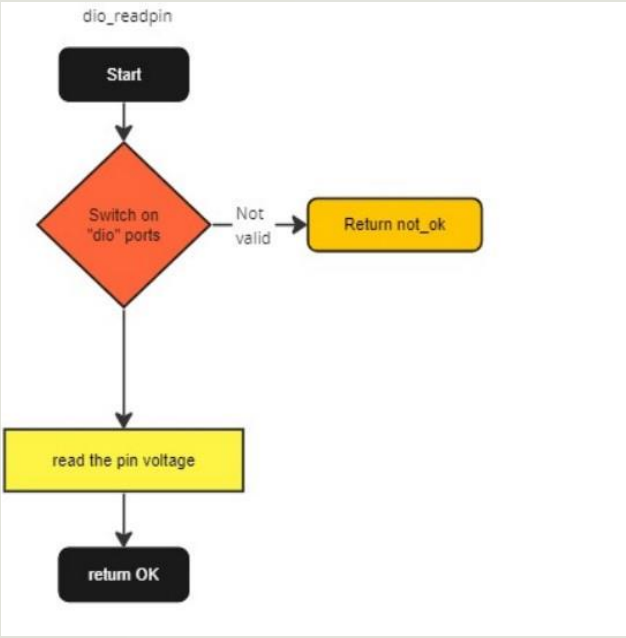 dio_readpin
Start
Switch on
"dio" ports
Not
valid
Return not_ok
read the pin voltage
return OK